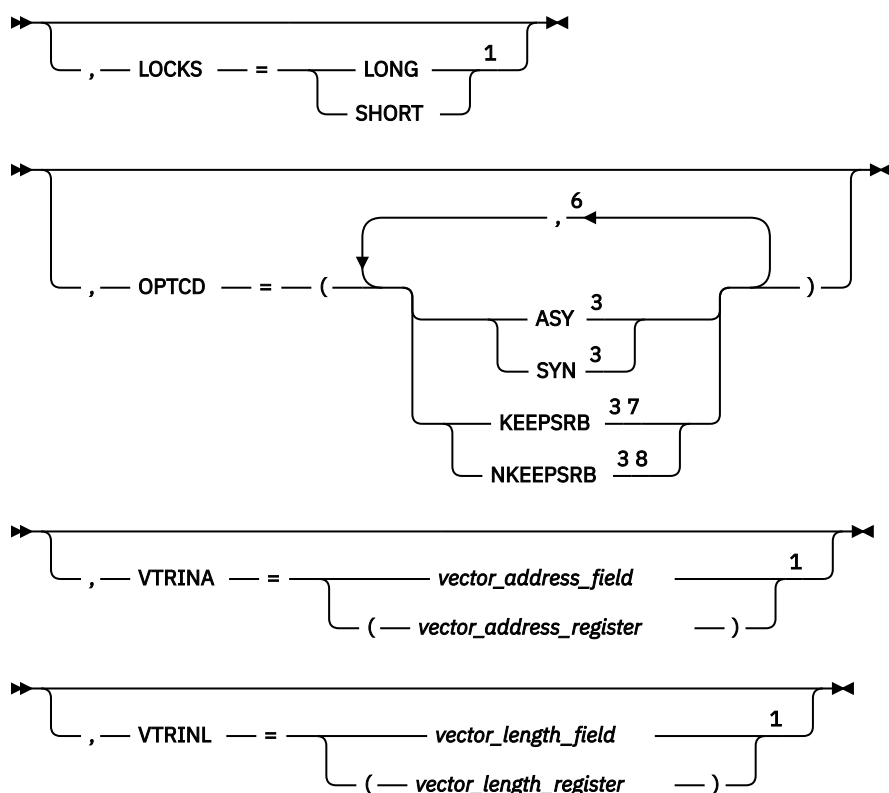 , LOCKS = LONG 1
SHORT
, 6
, OPTCD = ( ASY 3 )
SYN 3
KEEPSRB 3 7
NKEEPSRB 3 8
, VTRINA = vector_address_field 1
( vector_address_register )
, VTRINL = vector_length_field 1
( vector_length_register )